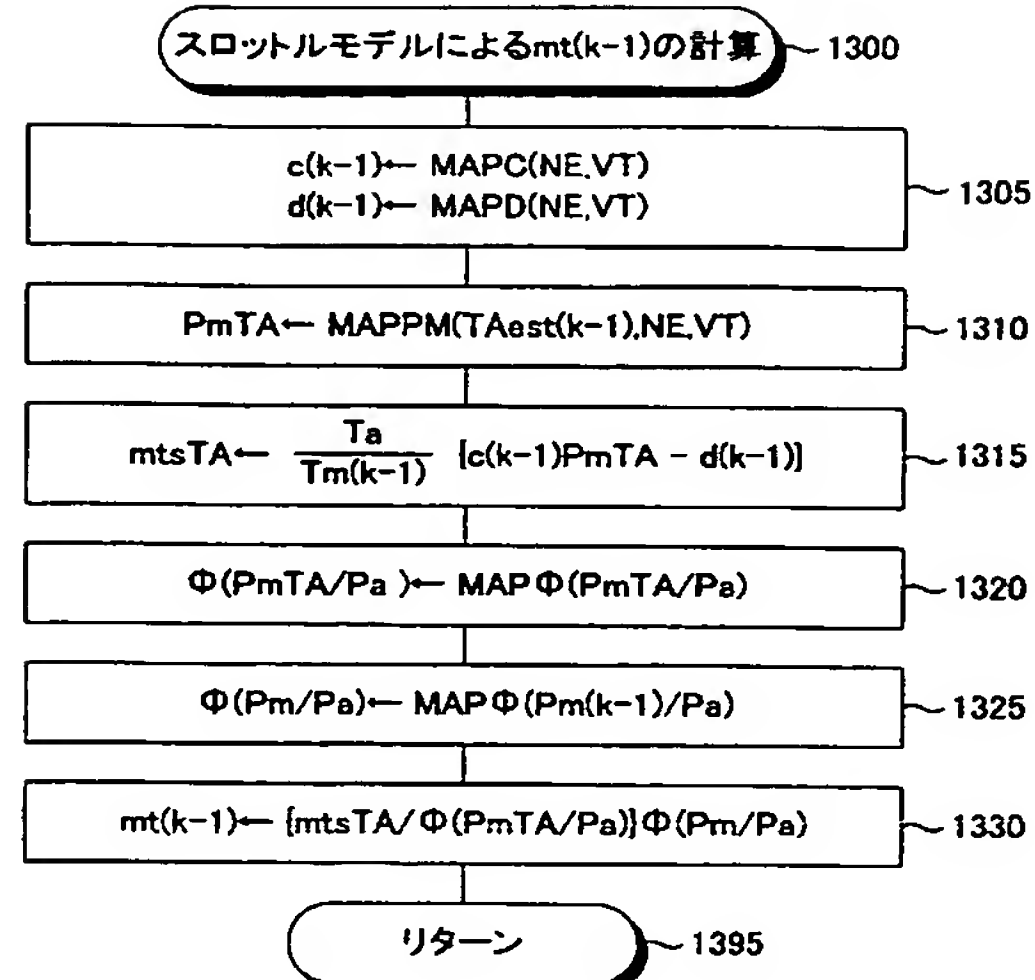 スロットルモデルによるmt(k-1)の計算 1300
c(k-1)← MAPC(NE,VT)
d(k-1)← MAPD(NE,VT)
1305
PmTA← MAPPM(TAest(k-1),NE,VT) 1310
mtsTA← Ta/Tm(k-1) [c(k-1)PmTA - d(k-1)] 1315
Φ(PmTA/Pa )← MAPΦ(PmTA/Pa) 1320
Φ(Pm/Pa)← MAPΦ(Pm(k-1)/Pa) 1325
mt(k-1)← {mtsTA/Φ(PmTA/Pa)}Φ(Pm/Pa) 1330
リターン 1395